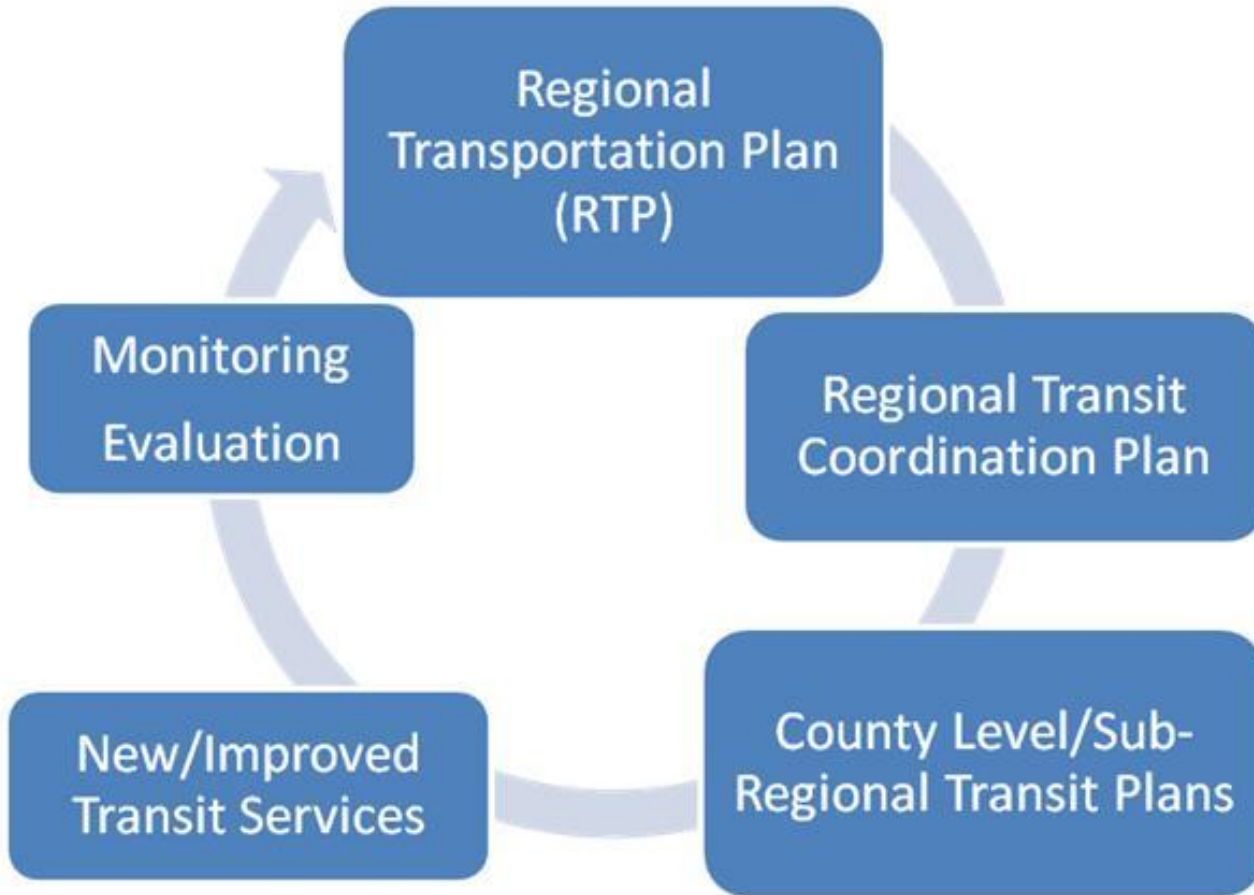 Regional
Transportation Plan
(RTP)
Regional Transit
Coordination Plan
County Level/Sub-
Regional Transit Plans
New/Improved
Transit Services
Monitoring
Evaluation